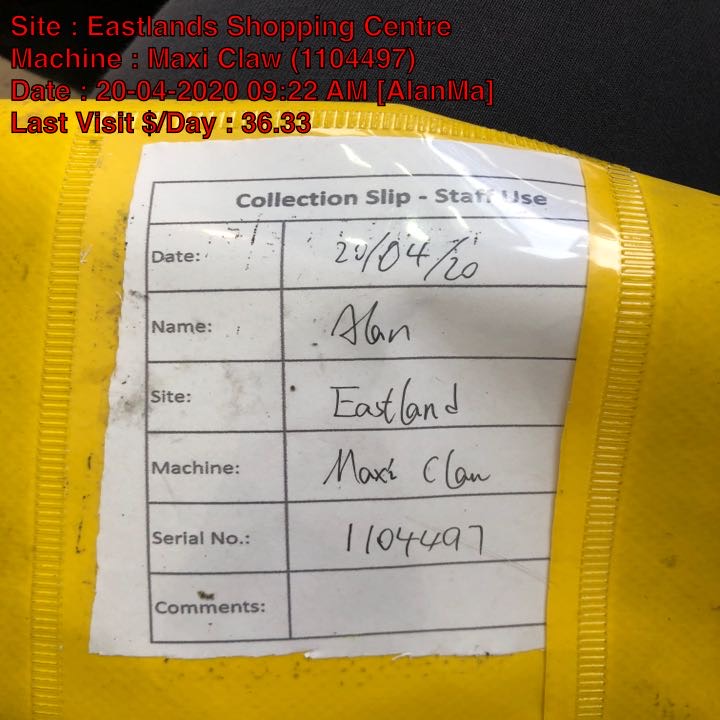 Site : Eastlands Shopping Centre
Machine : Maxi Claw (1104497)
Date : 20-04-2020 09:22 AM [AlanMa]
Last Visit $/Day : 36.33
Collection Slip - Staff Use
Date: 20/04/20
Name: Alan
Site: Eastland
Machine: Maxi Claw
Serial No.: 1104497
Comments: